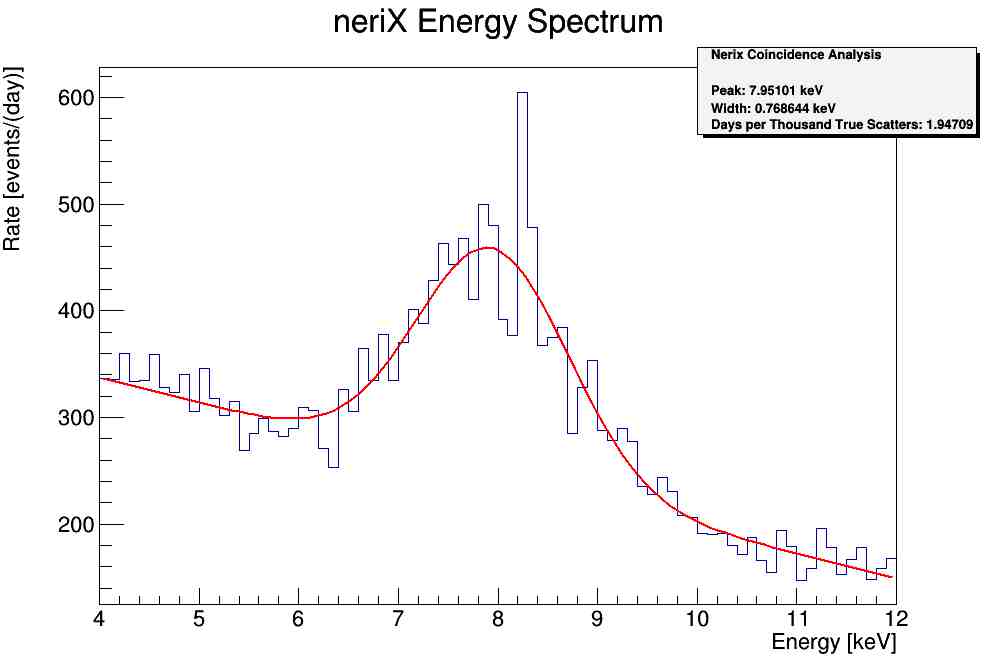 neriX Energy Spectrum
Nerix Coincidence Analysis
Peak: 7.95101 keV
Width: 0.768644 keV
Days per Thousand True Scatters: 1.94709
Rate [events/(day)]
600
500
400
300
200
4 5 6 7 8 9 10 11 12
Energy [keV]